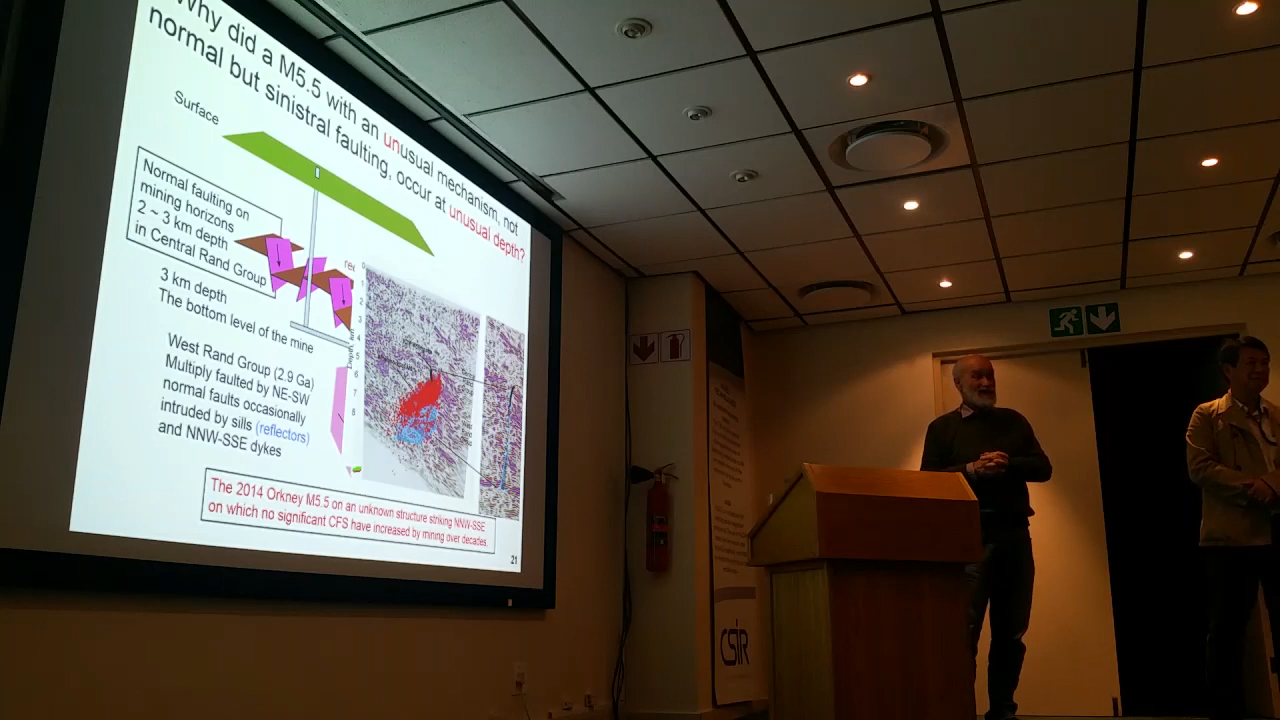 Why did a M5.5 with an unusual mechanism, not
normal but sinistral faulting, occur at unusual depth?
Surface
Normal faulting on
mining horizons
2 ~ 3 km depth
in Central Rand Group
3 km depth
The bottom level of the mine
West Rand Group (2.9 Ga)
Multiply faulted by NE-SW
normal faults occasionally
intruded by sills (reflectors)
and NNW-SSE dykes
The 2014 Orkney M5.5 on an unknown structure striking NNW-SSE
on which no significant CFS have increased by mining over decades.
21
CSIR